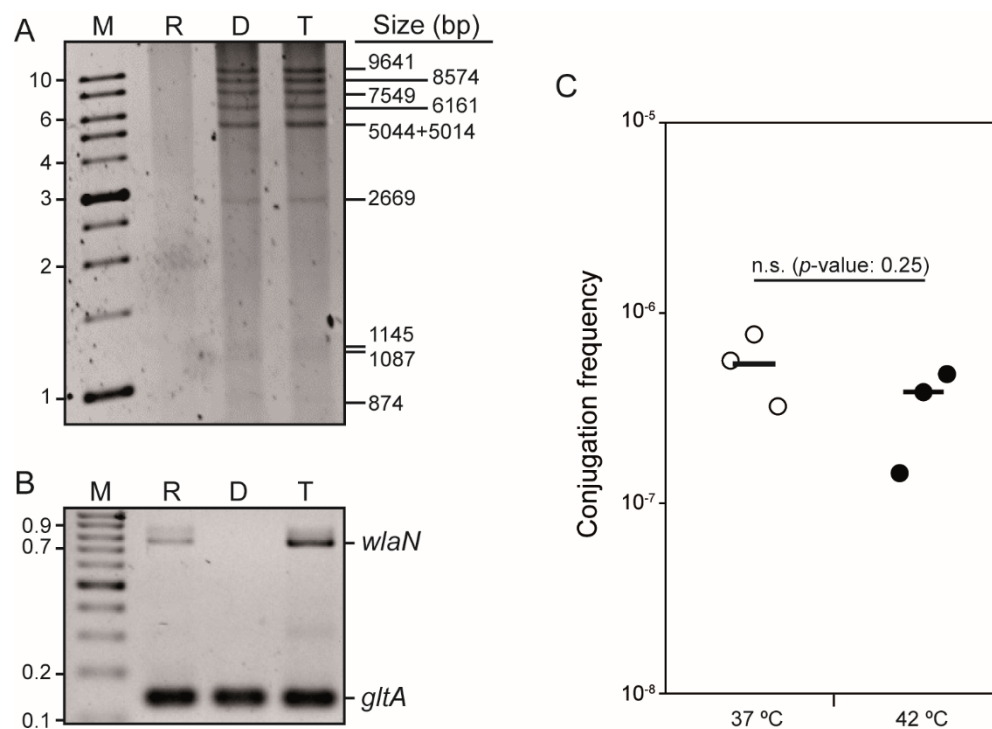 A
M R D T Size (bp)
10
6
4
3
2
1
9641
8574
7549
6161
5044+5014
2669
1145
1087
874
B
M R D T
0.9
0.7
0.2
0.1
wlaN
gltA
C
Conjugation frequency
10-5
10-6
10-7
10-8
n.s. (p-value: 0.25)
37 ºC 42 ºC